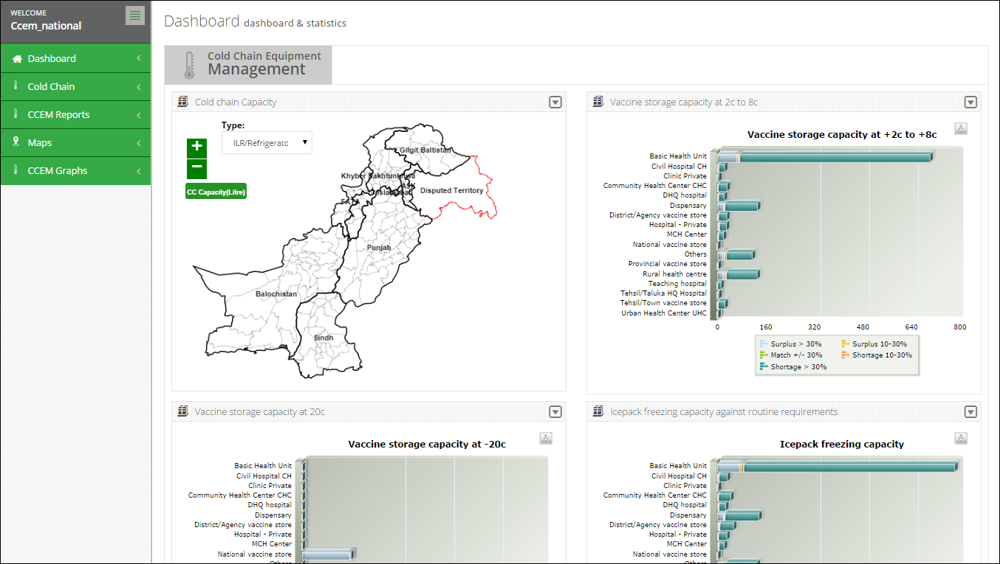 WELCOME
Ccem_national
Dashboard
Cold Chain
CCEM Reports
Maps
CCEM Graphs
Dashboard dashboard & statistics
Cold Chain Equipment
Management
Cold chain Capacity
Type:
ILR/Refrigerato
+
−
CC Capacity(Litre)
Gilgit Baltistan
Khyber Pakhtunkhwa
AJK
Disputed Territory
Islamabad
FATA
Punjab
Balochistan
Sindh
Vaccine storage capacity at 2c to 8c
Vaccine storage capacity at +2c to +8c
Basic Health Unit
Civil Hospital CH
Clinic Private
Community Health Center CHC
DHQ hospital
Dispensary
District/Agency vaccine store
Hospital - Private
MCH Center
National vaccine store
Others
Provincial vaccine store
Rural health centre
Teaching hospital
Tehsil/Taluka HQ Hospital
Tehsil/Town vaccine store
Urban Health Center UHC
0 160 320 480 640 800
Surplus > 30% Surplus 10-30%
Match +/- 30% Shortage 10-30%
Shortage > 30%
Vaccine storage capacity at 20c
Vaccine storage capacity at -20c
Basic Health Unit
Civil Hospital CH
Clinic Private
Community Health Center CHC
DHQ hospital
Dispensary
District/Agency vaccine store
Hospital - Private
MCH Center
National vaccine store
Others
Icepack freezing capacity against routine requirements
Icepack freezing capacity
Basic Health Unit
Civil Hospital CH
Clinic Private
Community Health Center CHC
DHQ hospital
Dispensary
District/Agency vaccine store
Hospital - Private
MCH Center
National vaccine store
Others